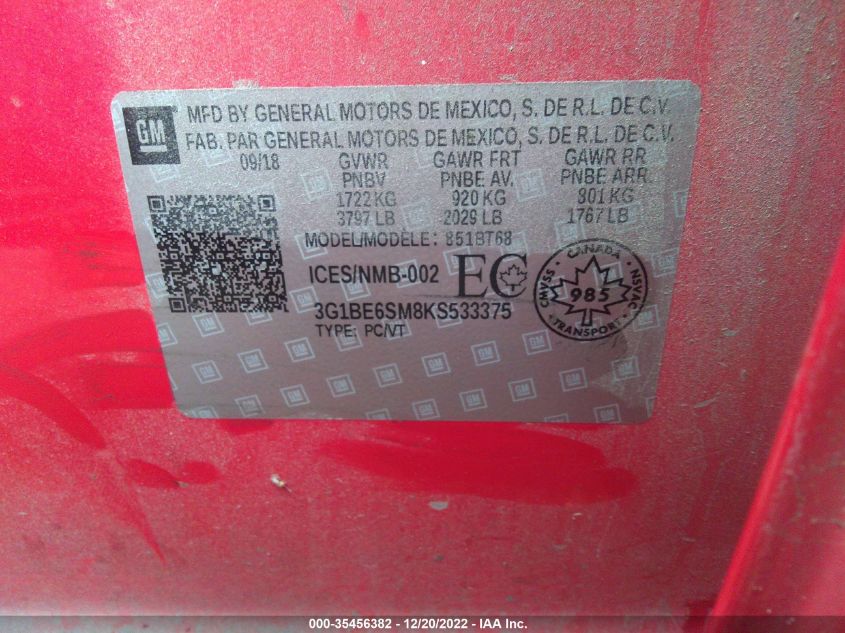 GM
MFD BY GENERAL MOTORS DE MEXICO, S. DE R.L. DE C.V.
FAB. PAR GENERAL MOTORS DE MEXICO, S. DE R.L. DE C.V.
09/18 GVWR GAWR FRT GAWR RR
PNBV PNBE AV. PNBE ARR.
1722 KG 920 KG 801 KG
3797 LB 2029 LB 1767 LB
MODEL/MODÈLE: 851BT68
ICES/NMB-002 EC
3G1BE6SM8KS533375
TYPE: PC/VT
CANADA
CMVSS NSVAC
985
TRANSPORT
000-35456382 - 12/20/2022 - IAA Inc.